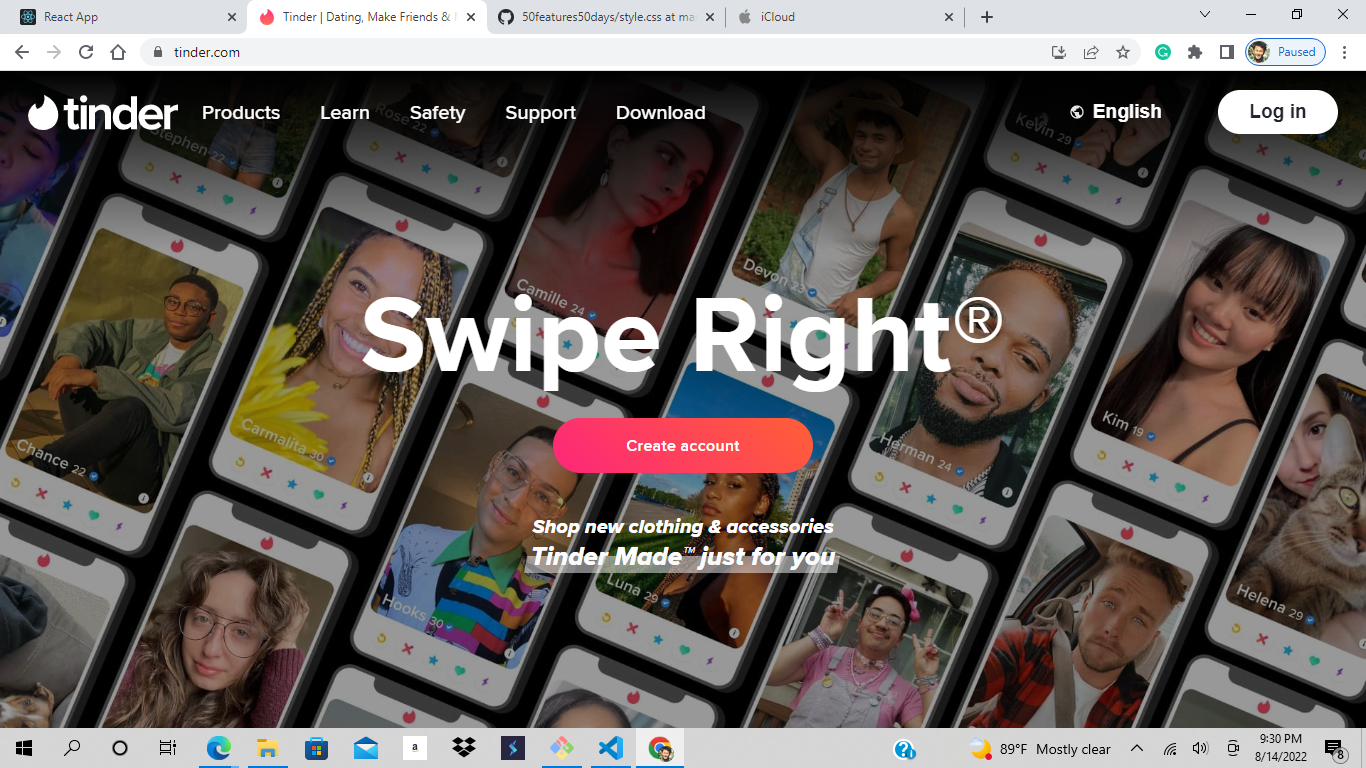 React App
Tinder | Dating, Make Friends &
50features50days/style.css at ma
iCloud
tinder.com
Paused
tinder
Products
Learn
Safety
Support
Download
English
Log in
Stephen 22
Rose 22
Kevin 29
Camille 24
Devon 23
Swipe Right®
Chance 22
Carmalita 30
Herman 24
Kim 19
Create account
Shop new clothing & accessories
Tinder Made™ just for you
Hooks 30
Luna 29
Helena 29
a
89°F Mostly clear
9:30 PM
8/14/2022
8